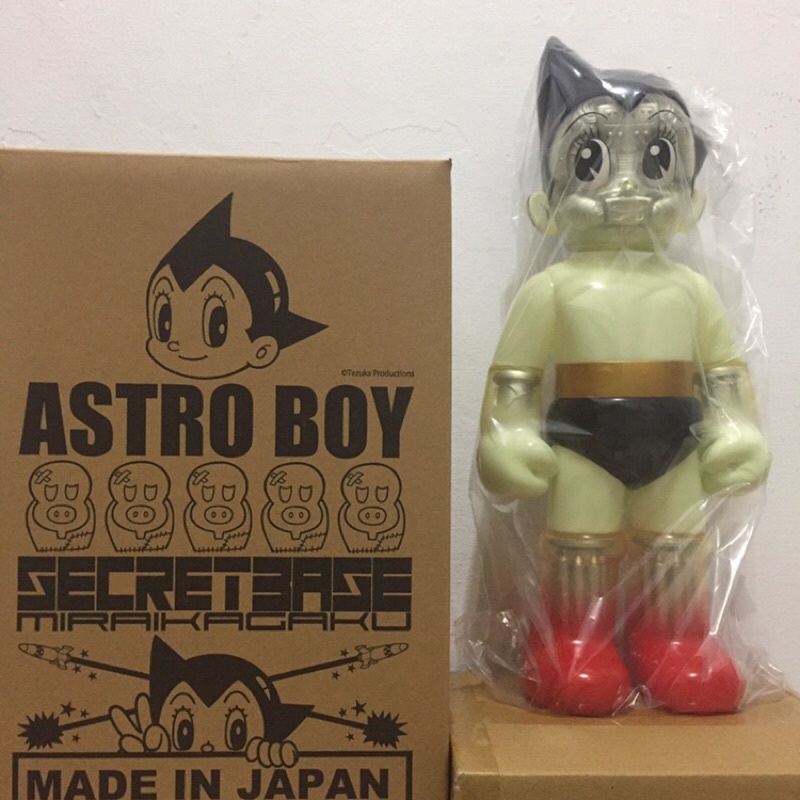 ©Tezuka Productions
ASTRO BOY
SECRETBASE
MIRAIKAGAKU
MADE IN JAPAN